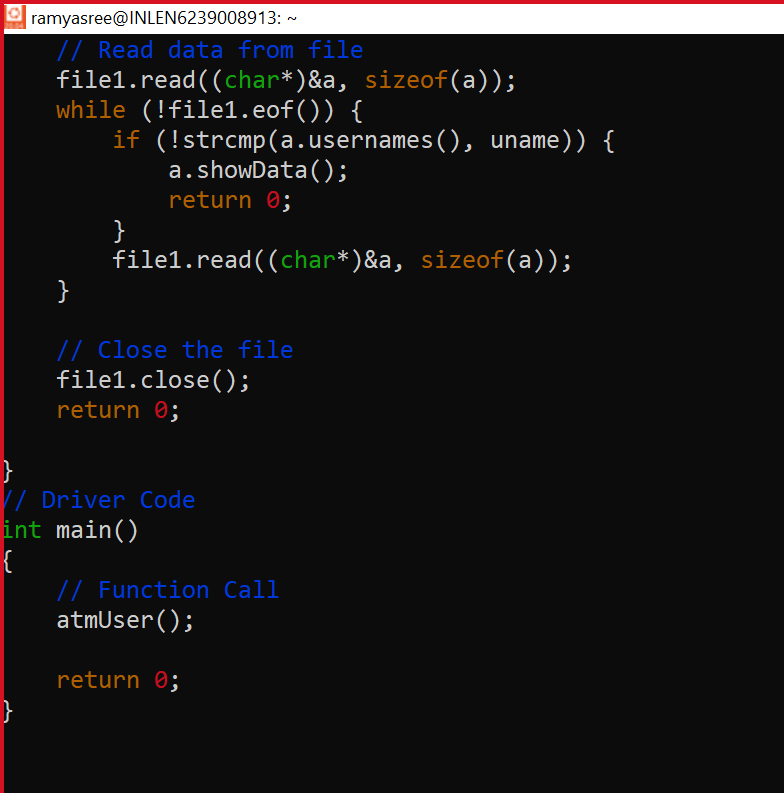 ramyasree@INLEN6239008913: ~
    // Read data from file
    file1.read((char*)&a, sizeof(a));
    while (!file1.eof()) {
        if (!strcmp(a.usernames(), uname)) {
            a.showData();
            return 0;
        }
        file1.read((char*)&a, sizeof(a));
    }

    // Close the file
    file1.close();
    return 0;

}
// Driver Code
int main()
{
    // Function Call
    atmUser();

    return 0;
}